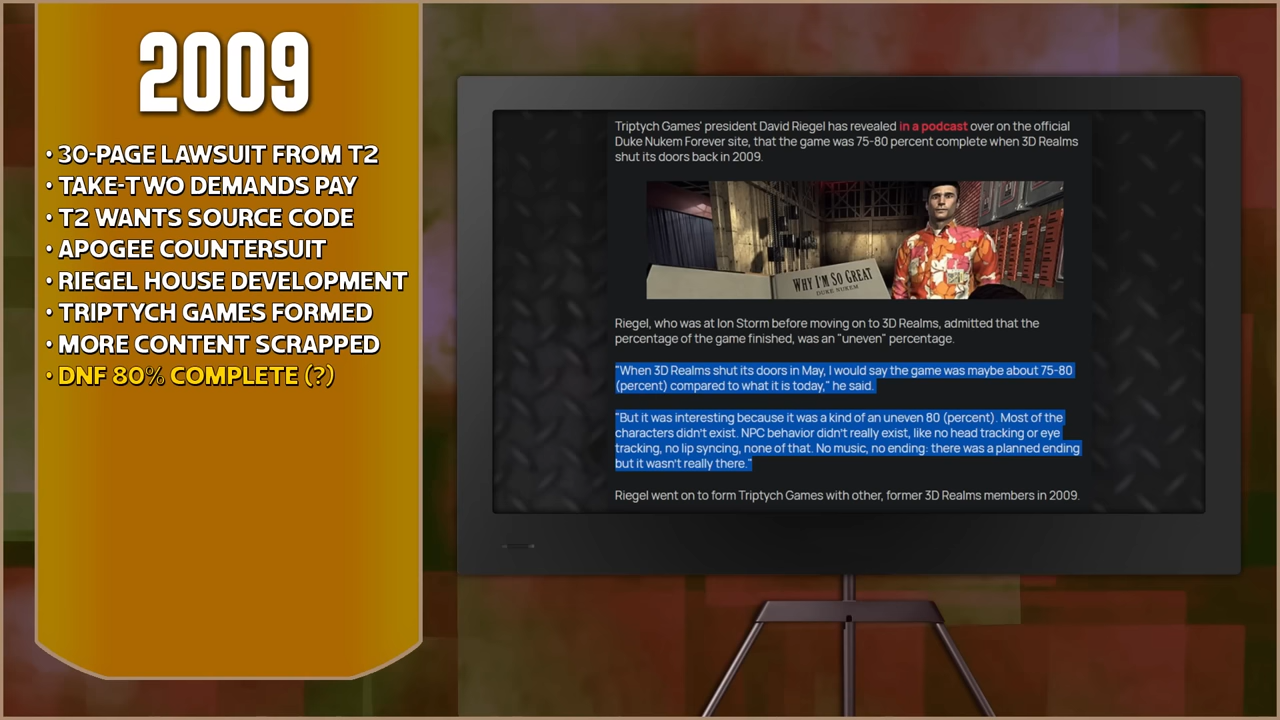 2009
• 30-PAGE LAWSUIT FROM T2
• TAKE-TWO DEMANDS PAY
• T2 WANTS SOURCE CODE
• APOGEE COUNTERSUIT
• RIEGEL HOUSE DEVELOPMENT
• TRIPTYCH GAMES FORMED
• MORE CONTENT SCRAPPED
• DNF 80% COMPLETE (?)
Triptych Games' president David Riegel has revealed in a podcast over on the official
Duke Nukem Forever site, that the game was 75-80 percent complete when 3D Realms
shut its doors back in 2009.
WHY I'M SO GREAT
DUKE NUKEM
Riegel, who was at Ion Storm before moving on to 3D Realms, admitted that the
percentage of the game finished, was an "uneven" percentage.
"When 3D Realms shut its doors in May, I would say the game was maybe about 75-80
(percent) compared to what it is today," he said.
"But it was interesting because it was a kind of an uneven 80 (percent). Most of the
characters didn't exist. NPC behavior didn't really exist, like no head tracking or eye
tracking, no lip syncing, none of that. No music, no ending: there was a planned ending
but it wasn't really there."
Riegel went on to form Triptych Games with other, former 3D Realms members in 2009.